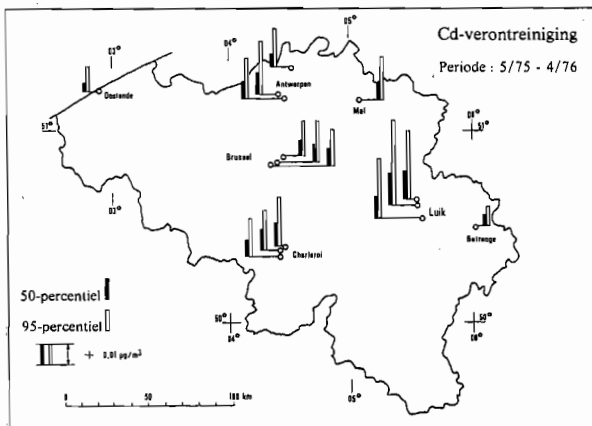 Cd-verontreiniging
Periode : 5/75 - 4/76
03°
04°
05°
Oostende
Antwerpen
Mol
51°
06°
51°
Brussel
Luik
03°
Charleroi
Botrange
50-percentiel
95-percentiel
50°
04°
50°
06°
+ 0,01 µg/m³
05°
0 50 100 km